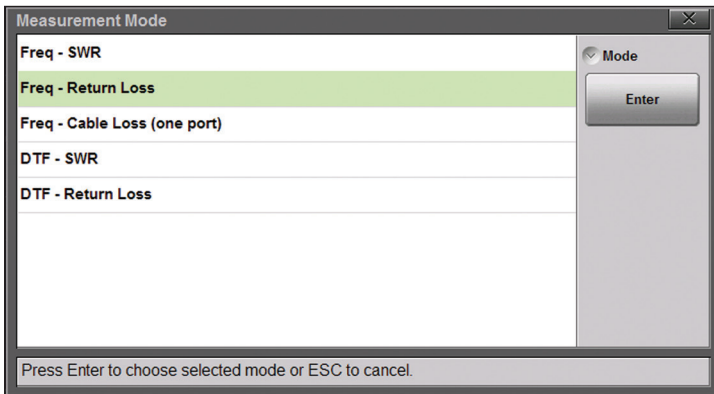 Measurement Mode
Freq - SWR
Mode
Freq - Return Loss
Enter
Freq - Cable Loss (one port)
DTF - SWR
DTF - Return Loss
Press Enter to choose selected mode or ESC to cancel.